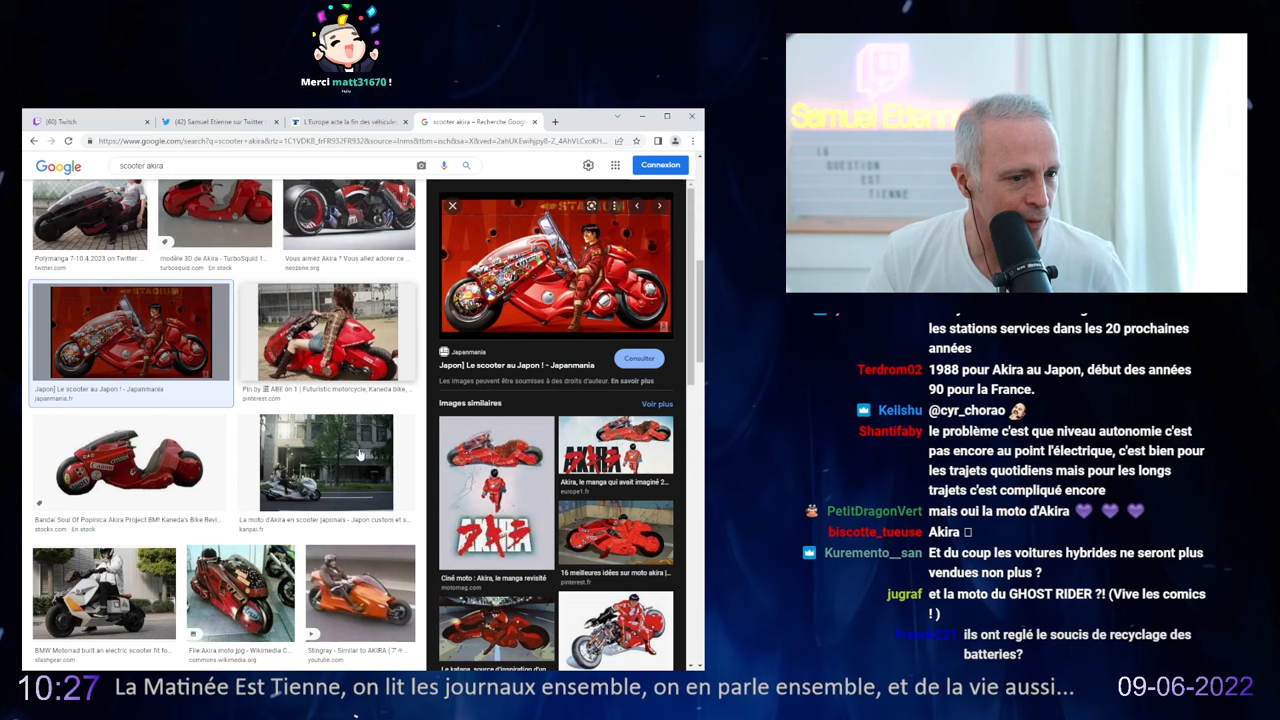 Merci matt31670 !
(60) Twitch
(42) Samuel Etienne sur Twitter
L'Europe acte la fin des véhicule
scooter akira – Recherche Google
https://www.google.com/search?q=scooter+akira&rlz=1C1VDKB_frFR932FR932&source=lnms&tbm=isch&sa=X&ved=
Google
scooter akira
Connexion
Polymanga 7-10.4.2023 on Twitter: ...
twitter.com
modèle 3D de Akira - TurboSquid 1...
turbosquid.com · En stock
Vous aimez Akira ? Vous allez adorer ce ...
neozone.org
STADIUM
Japon] Le scooter au Japon ! - Japanmania
japanmania.fr
Pin by ABE on 1 | Futuristic motorcycle, Kaneda bike, ...
pinterest.com
Bandai Soul Of Popinica Akira Project BM! Kaneda's Bike Revi...
stockx.com · En stock
La moto d'Akira en scooter japonais - Japon custom et s...
kanpai.fr
BMW Motorrad built an electric scooter fit fo...
slashgear.com
File:Akira moto.jpg - Wikimedia C...
commons.wikimedia.org
Stingray - Similar to AKIRA
youtube.com
STADIUM
Japanmania
Japon] Le scooter au Japon ! - Japanmania
Consulter
Les images peuvent être soumises à des droits d'auteur. En savoir plus
Images similaires
Voir plus
Ciné moto : Akira, le manga revisité
motomag.com
AKIRA
Akira, le manga qui avait imaginé 2...
europe1.fr
16 meilleures idées sur moto akira |...
pinterest.fr
Le katana, source d'inspiration d'un
Samuel Etienne
LA
QUESTION
EST
TIENNE
les stations services dans les 20 prochaines
années
Terdrom02 1988 pour Akira au Japon, début des années
90 pour la France.
Keiishu @cyr_chorao
Shantifaby le problème c'est que niveau autonomie c'est
pas encore au point l'électrique, c'est bien pour
les trajets quotidiens mais pour les longs
trajets c'est compliqué encore
PetitDragonVert mais oui la moto d'Akira 💜 💜 💜
biscotte_tueuse Akira
Kuremento__san Et du coup les voitures hybrides ne seront plus
vendues non plus ?
jugraf et la moto du GHOST RIDER ?! (Vive les comics
! )
ils ont reglé le soucis de recyclage des
batteries?
10:27 La Matinée Est Tienne, on lit les journaux ensemble, on en parle ensemble, et de la vie aussi... 09-06-2022